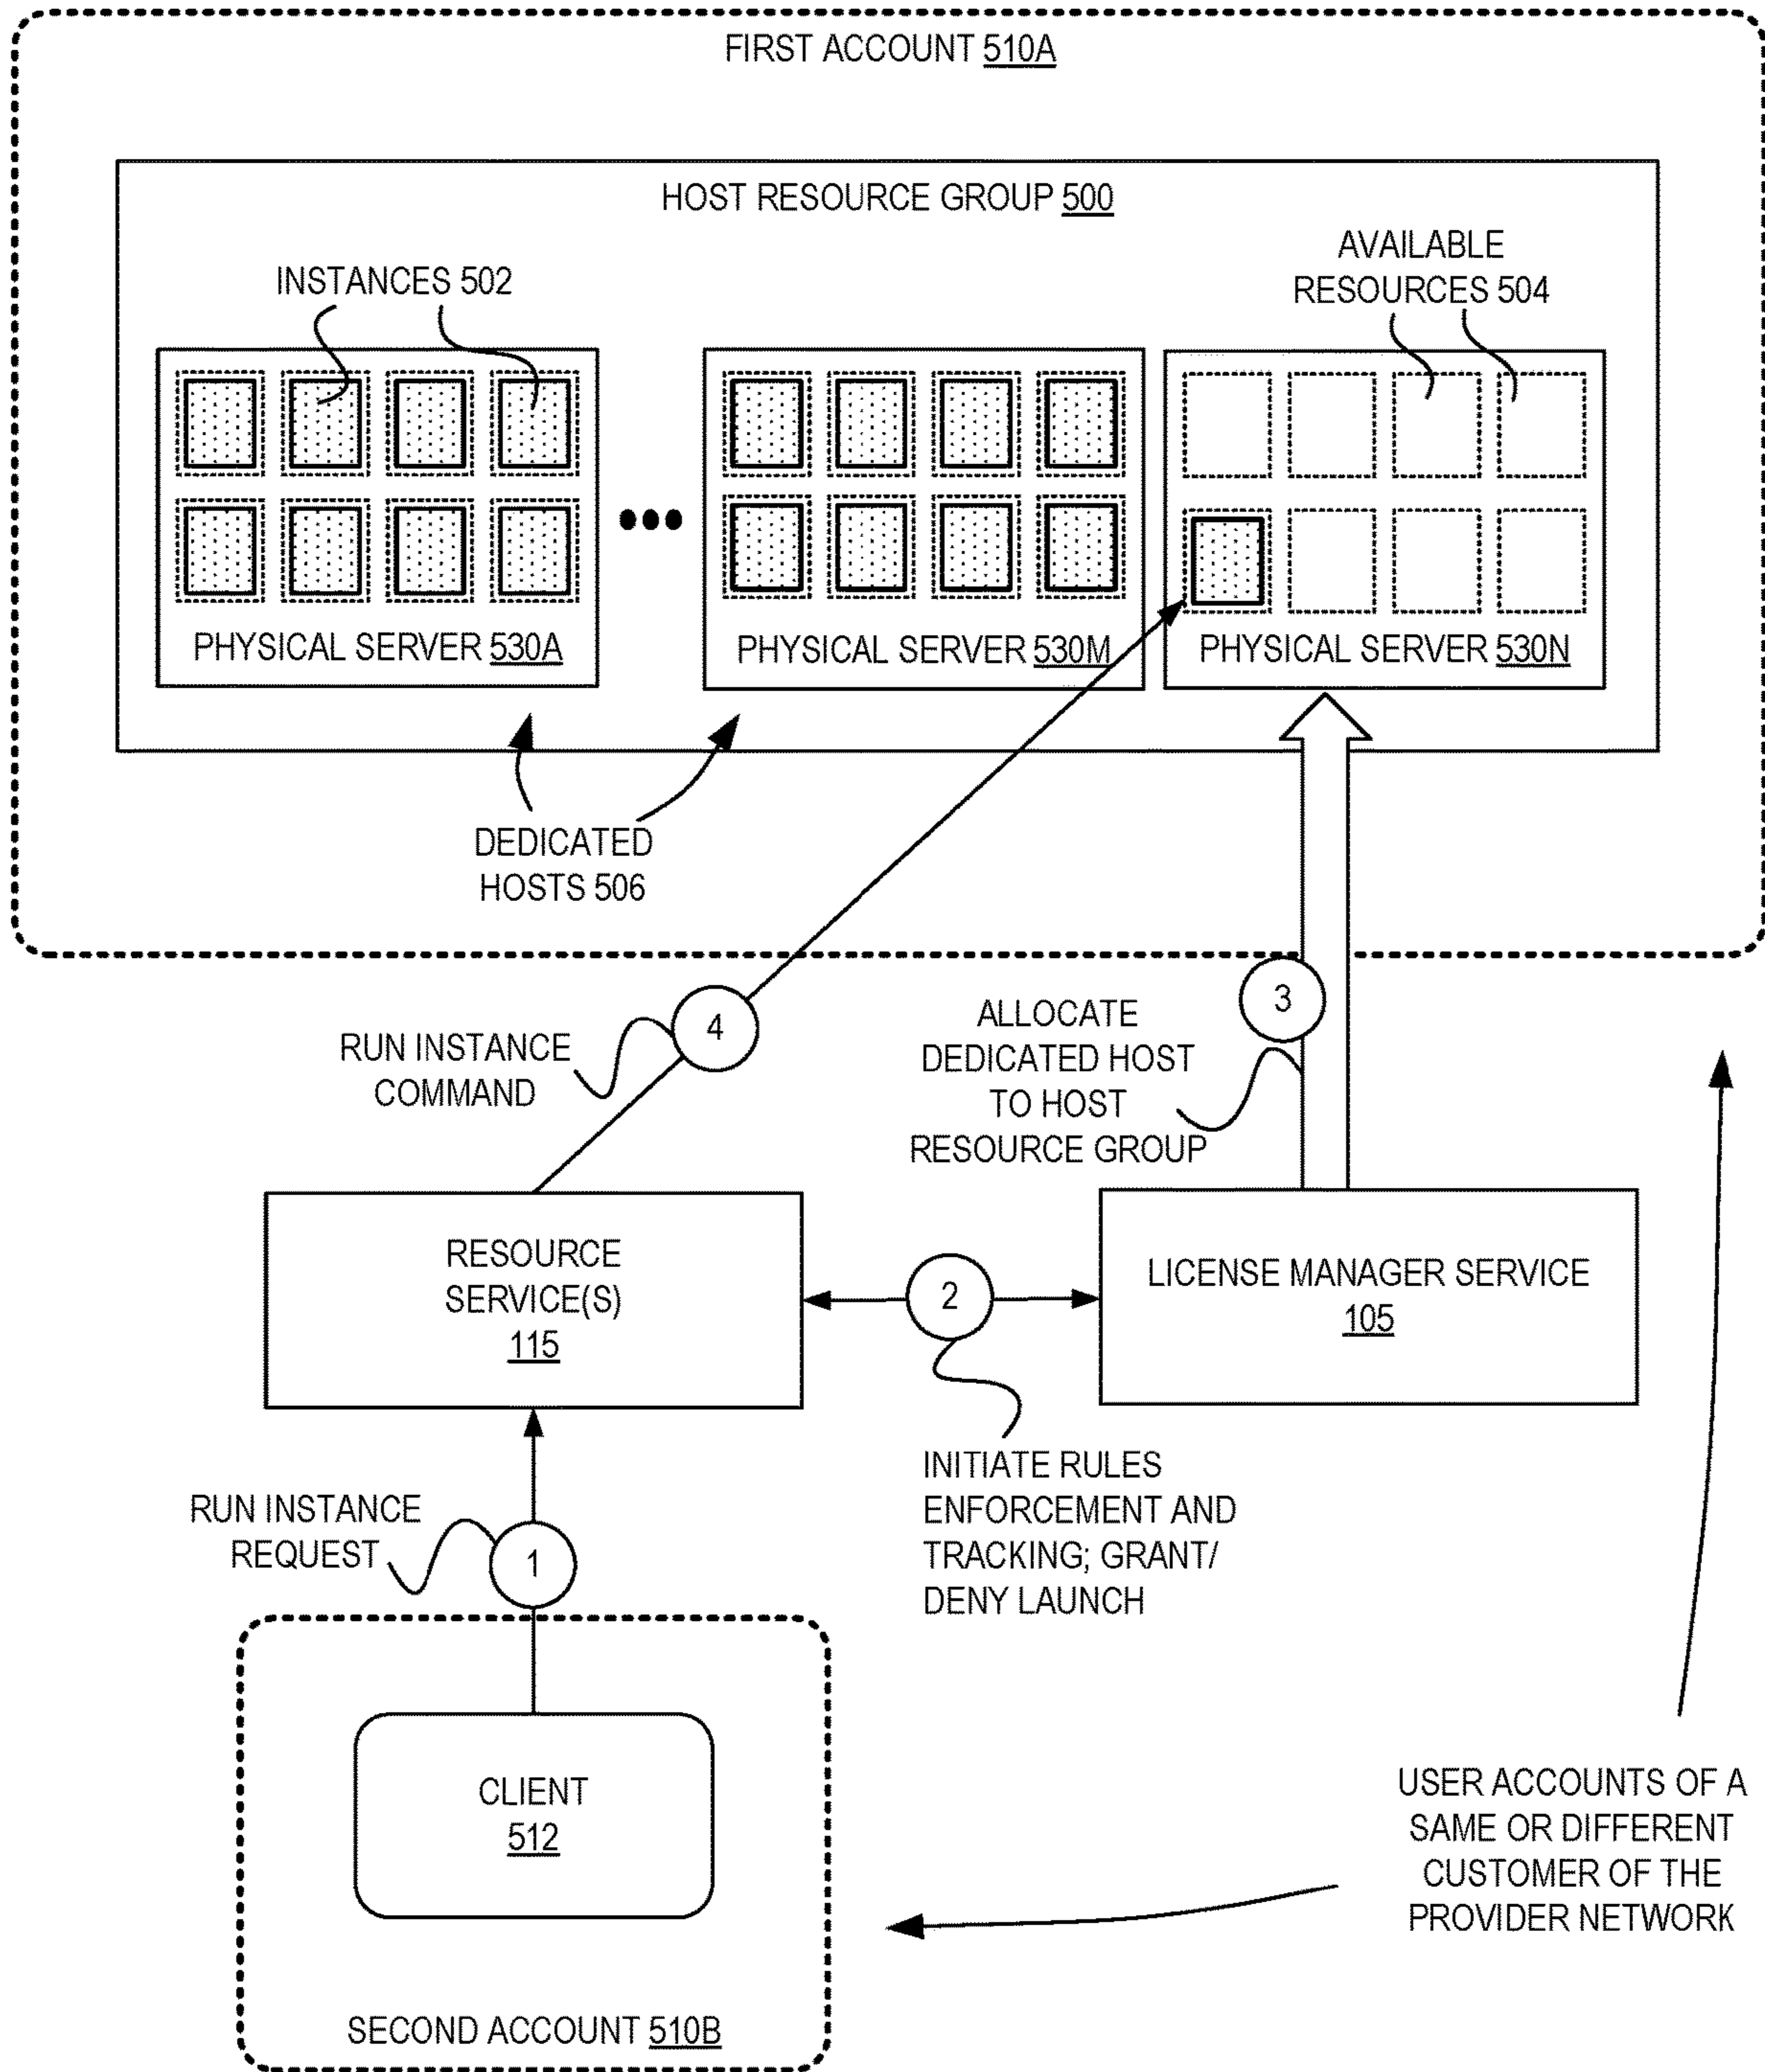 FIRST ACCOUNT 510A
HOST RESOURCE GROUP 500
INSTANCES 502
AVAILABLE
RESOURCES 504
PHYSICAL SERVER 530A
PHYSICAL SERVER 530M
PHYSICAL SERVER 530N
DEDICATED
HOSTS 506
4
RUN INSTANCE
COMMAND
3
ALLOCATE
DEDICATED HOST
TO HOST
RESOURCE GROUP
RESOURCE
SERVICE(S)
115
2
LICENSE MANAGER SERVICE
105
INITIATE RULES
ENFORCEMENT AND
TRACKING; GRANT/
DENY LAUNCH
RUN INSTANCE
REQUEST
1
CLIENT
512
SECOND ACCOUNT 510B
USER ACCOUNTS OF A
SAME OR DIFFERENT
CUSTOMER OF THE
PROVIDER NETWORK